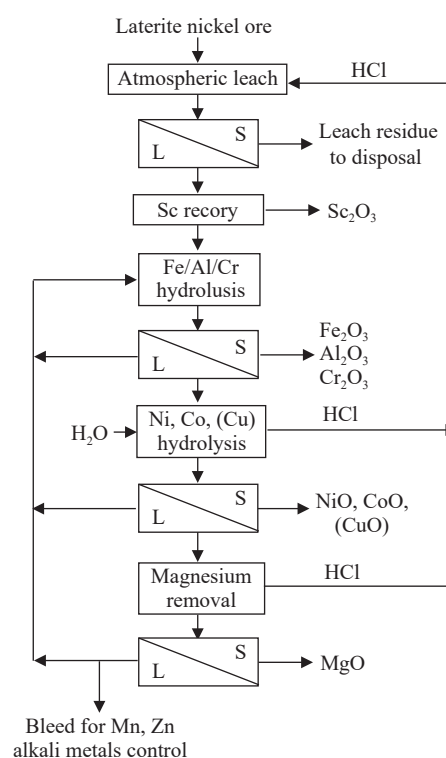 Laterite nickel ore
Atmospheric leach
HCl
S
L
Leach residue
to disposal
Sc recory
Sc₂O₃
Fe/Al/Cr
hydrolusis
S
L
Fe₂O₃
Al₂O₃
Cr₂O₃
H₂O
Ni, Co, (Cu)
hydrolysis
HCl
S
L
NiO, CoO,
(CuO)
Magnesium
removal
HCl
S
L
MgO
Bleed for Mn, Zn
alkali metals control